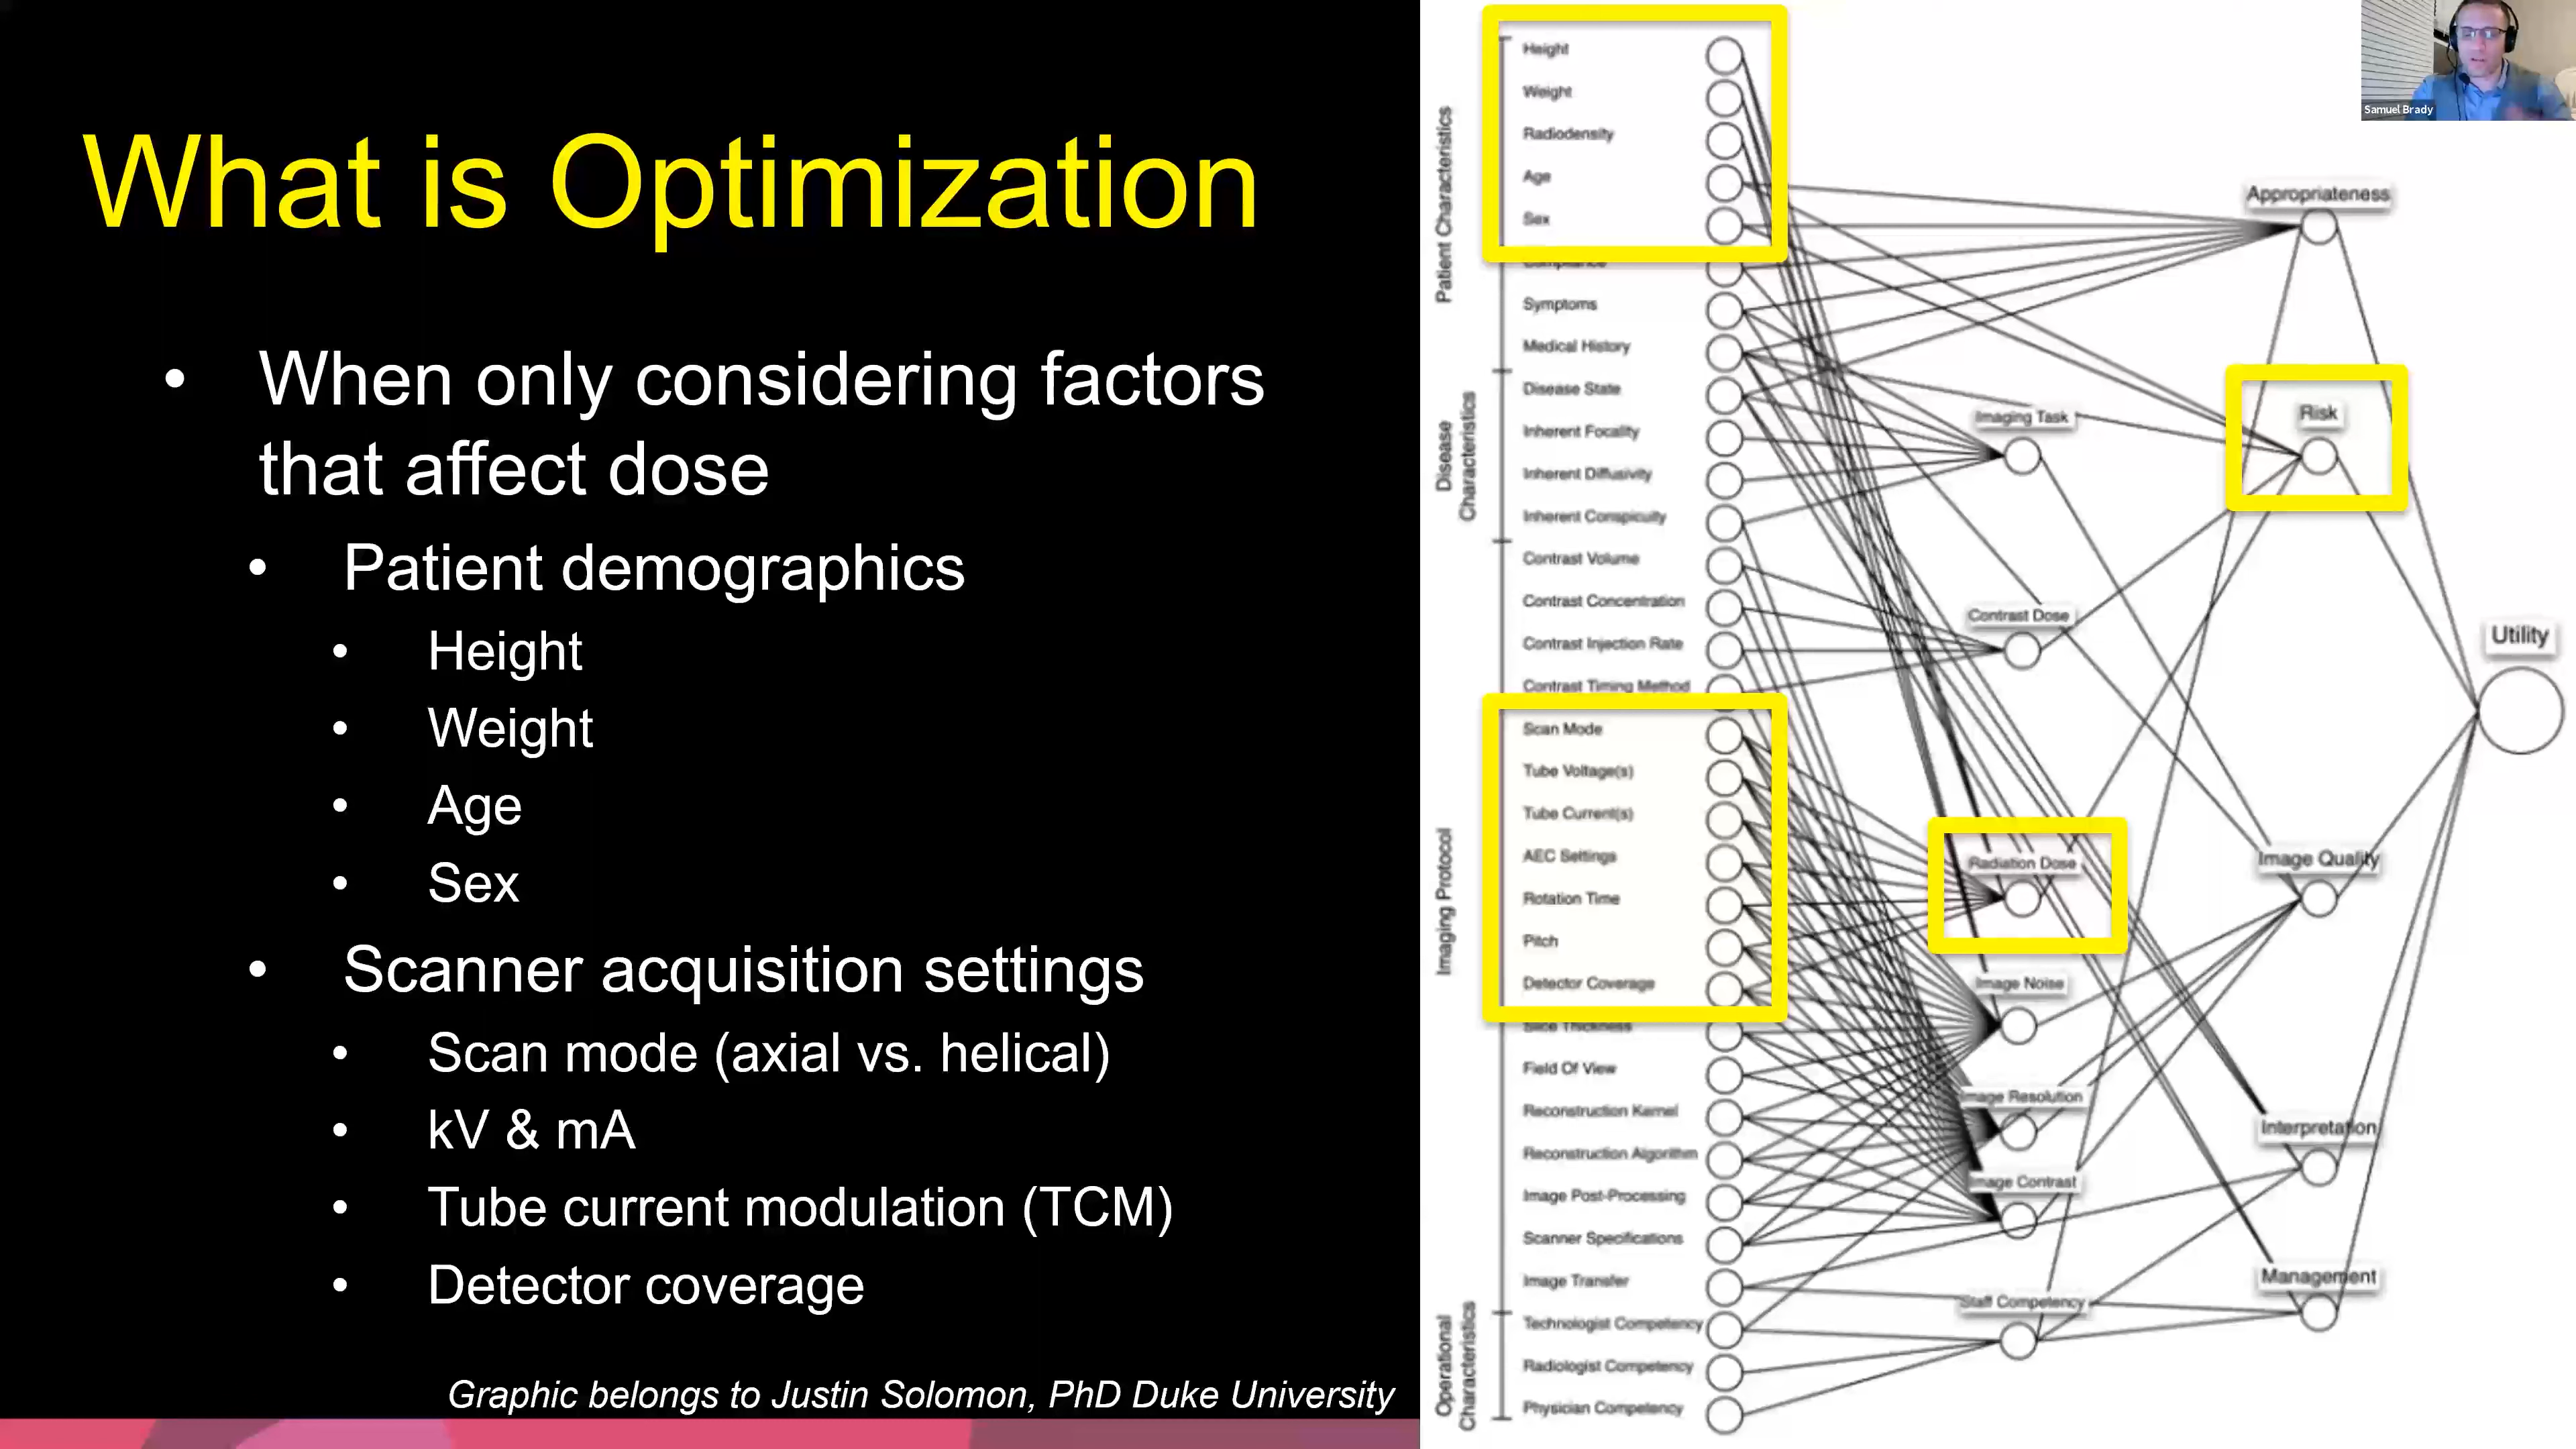 What is Optimization
• When only considering factors
that affect dose
• Patient demographics
• Height
• Weight
• Age
• Sex
• Scanner acquisition settings
• Scan mode (axial vs. helical)
• kV & mA
• Tube current modulation (TCM)
• Detector coverage
Graphic belongs to Justin Solomon, PhD Duke University
Patient Characteristics
Height
Weight
Radiodensity
Age
Sex
Compliance
Symptoms
Medical History
Disease
Characteristics
Disease State
Inherent Focality
Inherent Diffusivity
Inherent Conspicuity
Imaging Protocol
Contrast Volume
Contrast Concentration
Contrast Injection Rate
Contrast Timing Method
Scan Mode
Tube Voltage(s)
Tube Current(s)
AEC Settings
Rotation Time
Pitch
Detector Coverage
Slice Thickness
Field Of View
Reconstruction Kernel
Reconstruction Algorithm
Image Post-Processing
Scanner Specifications
Image Transfer
Operational
Characteristics
Technologist Competency
Radiologist Competency
Physician Competency
Imaging Task
Contrast Dose
Radiation Dose
Image Noise
Image Resolution
Image Contrast
Staff Competency
Appropriateness
Risk
Image Quality
Interpretation
Management
Utility
Samuel Brady